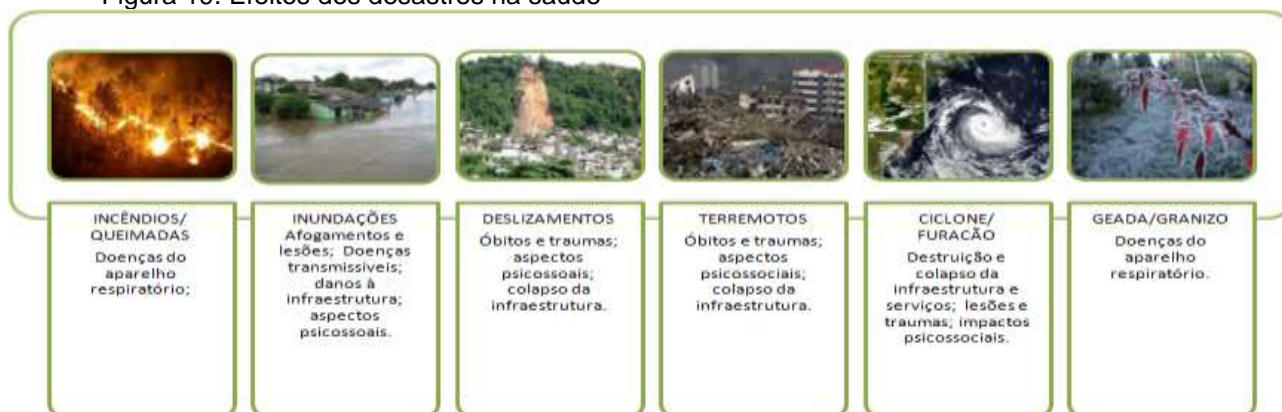 Figura 10. Efeitos dos desastres na saúde
INCÊNDIOS/
QUEIMADAS
Doenças do
aparelho
respiratório;
INUNDAÇÕES
Afogamentos e
lesões; Doenças
transmissíveis;
danos à
infraestrutura;
aspectos
psicossoais.
DESLIZAMENTOS
Óbitos e traumas;
aspectos
psicossoais;
colapso da
infraestrutura.
TERREMOTOS
Óbitos e traumas;
aspectos
psicossociais;
colapso da
infraestrutura.
CICLONE/
FURACÃO
Destruição e
colapso da
infraestrutura e
serviços; lesões e
traumas; impactos
psicossociais.
GEADA/GRANIZO
Doenças do
aparelho
respiratório.